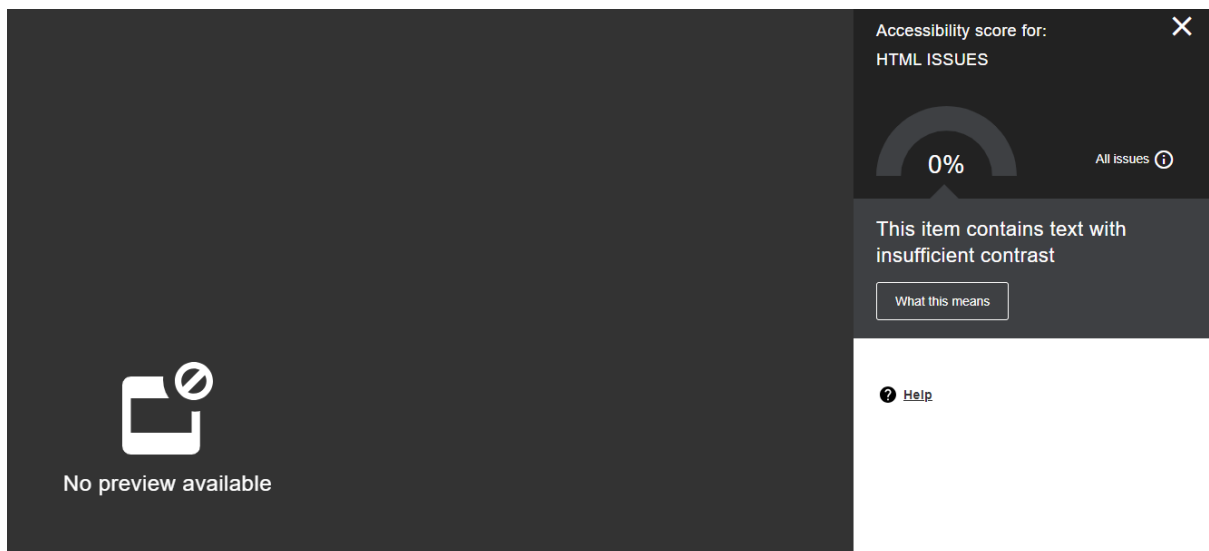 Accessibility score for:
HTML ISSUES
0%
All issues
This item contains text with
insufficient contrast
What this means
Help
No preview available